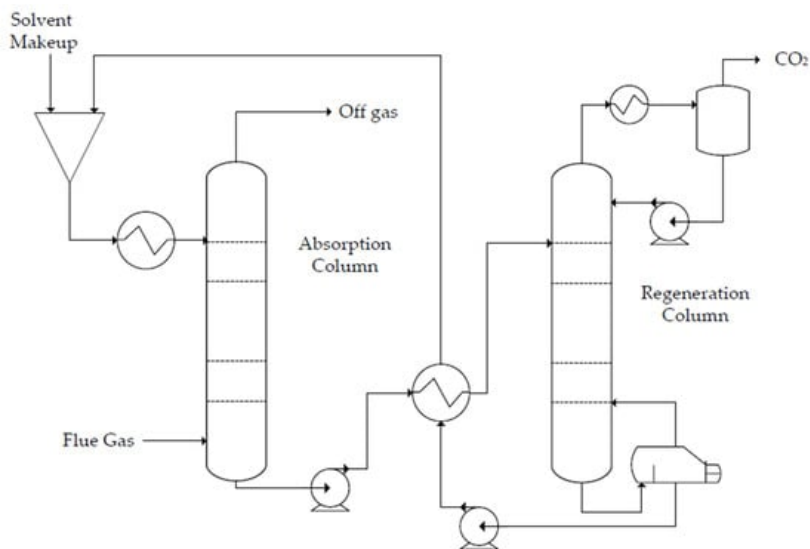 Solvent
Makeup
Off gas
CO₂
Absorption
Column
Regeneration
Column
Flue Gas